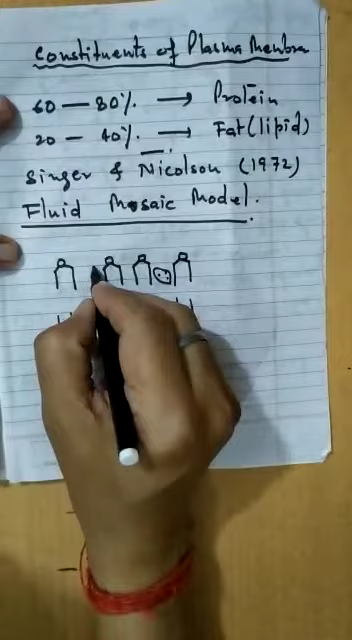 Constituents of Plasma Membra
60 — 80% → Protein
20 — 40% → Fat (lipid)
Singer & Nicolson (1972)
Fluid Mosaic Model.